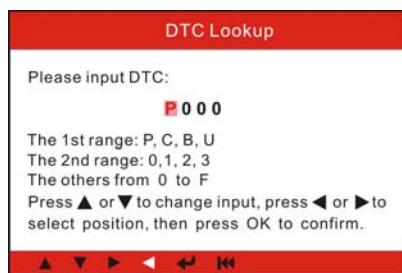 DTC Lookup
Please input DTC:
P000
The 1st range: P, C, B, U
The 2nd range: 0,1, 2, 3
The others from 0 to F
Press ▲ or ▼ to change input, press ◀ or ▶ to
select position, then press OK to confirm.